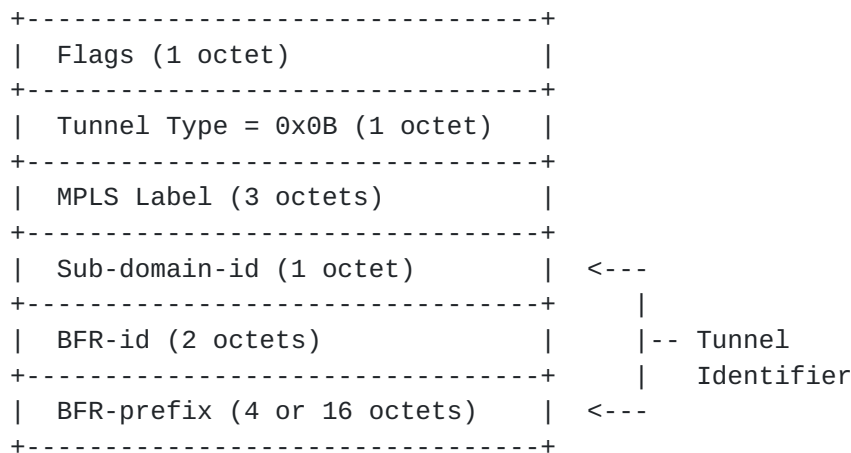 +---------------------------------+
|  Flags (1 octet)                |
+---------------------------------+
|  Tunnel Type = 0x0B (1 octet)   |
+---------------------------------+
|  MPLS Label (3 octets)          |
+---------------------------------+
|  Sub-domain-id (1 octet)        |  <---
+---------------------------------+     |
|  BFR-id (2 octets)              |     |-- Tunnel
+---------------------------------+     |   Identifier
|  BFR-prefix (4 or 16 octets)    |  <---
+---------------------------------+